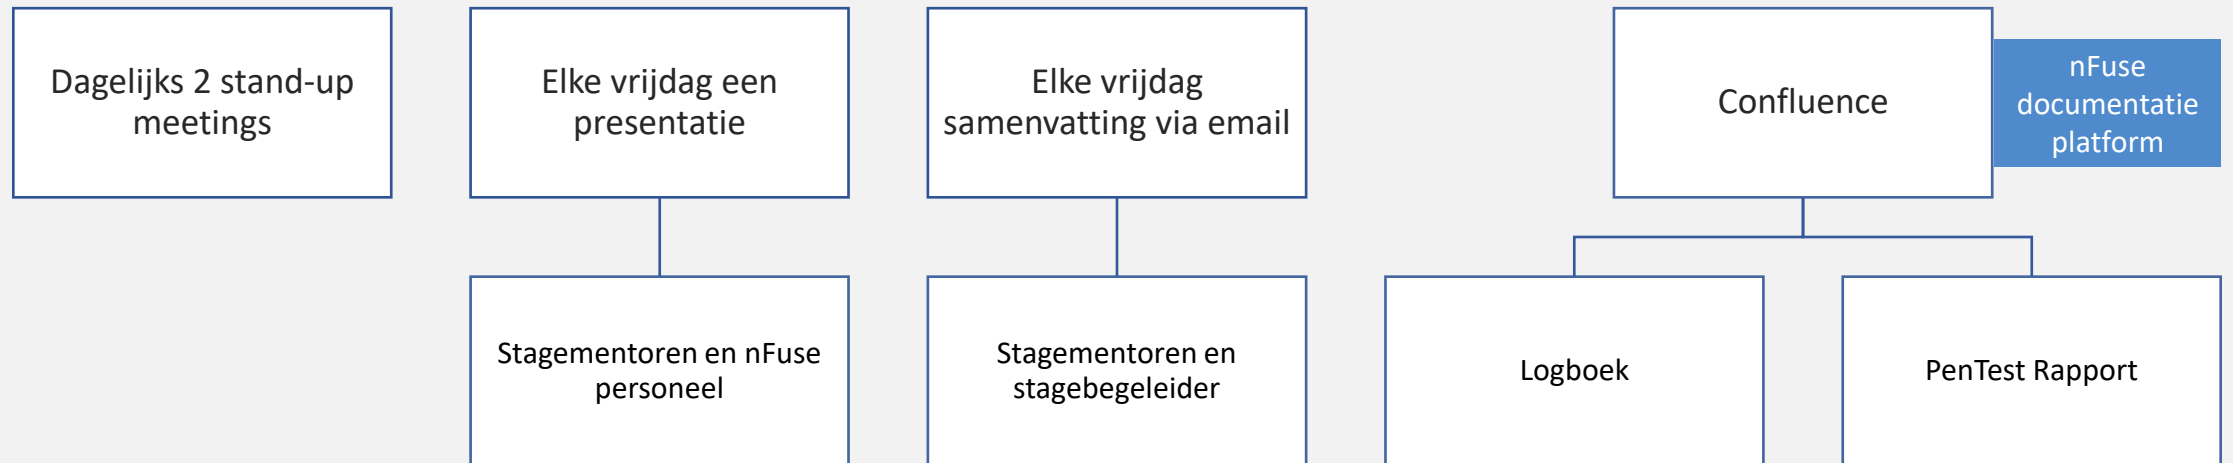 Dagelijks 2 stand-up
meetings
Elke vrijdag een
presentatie
Elke vrijdag
samenvatting via email
Confluence
nFuse
documentatie
platform
Stagementoren en nFuse
personeel
Stagementoren en
stagebegeleider
Logboek
PenTest Rapport